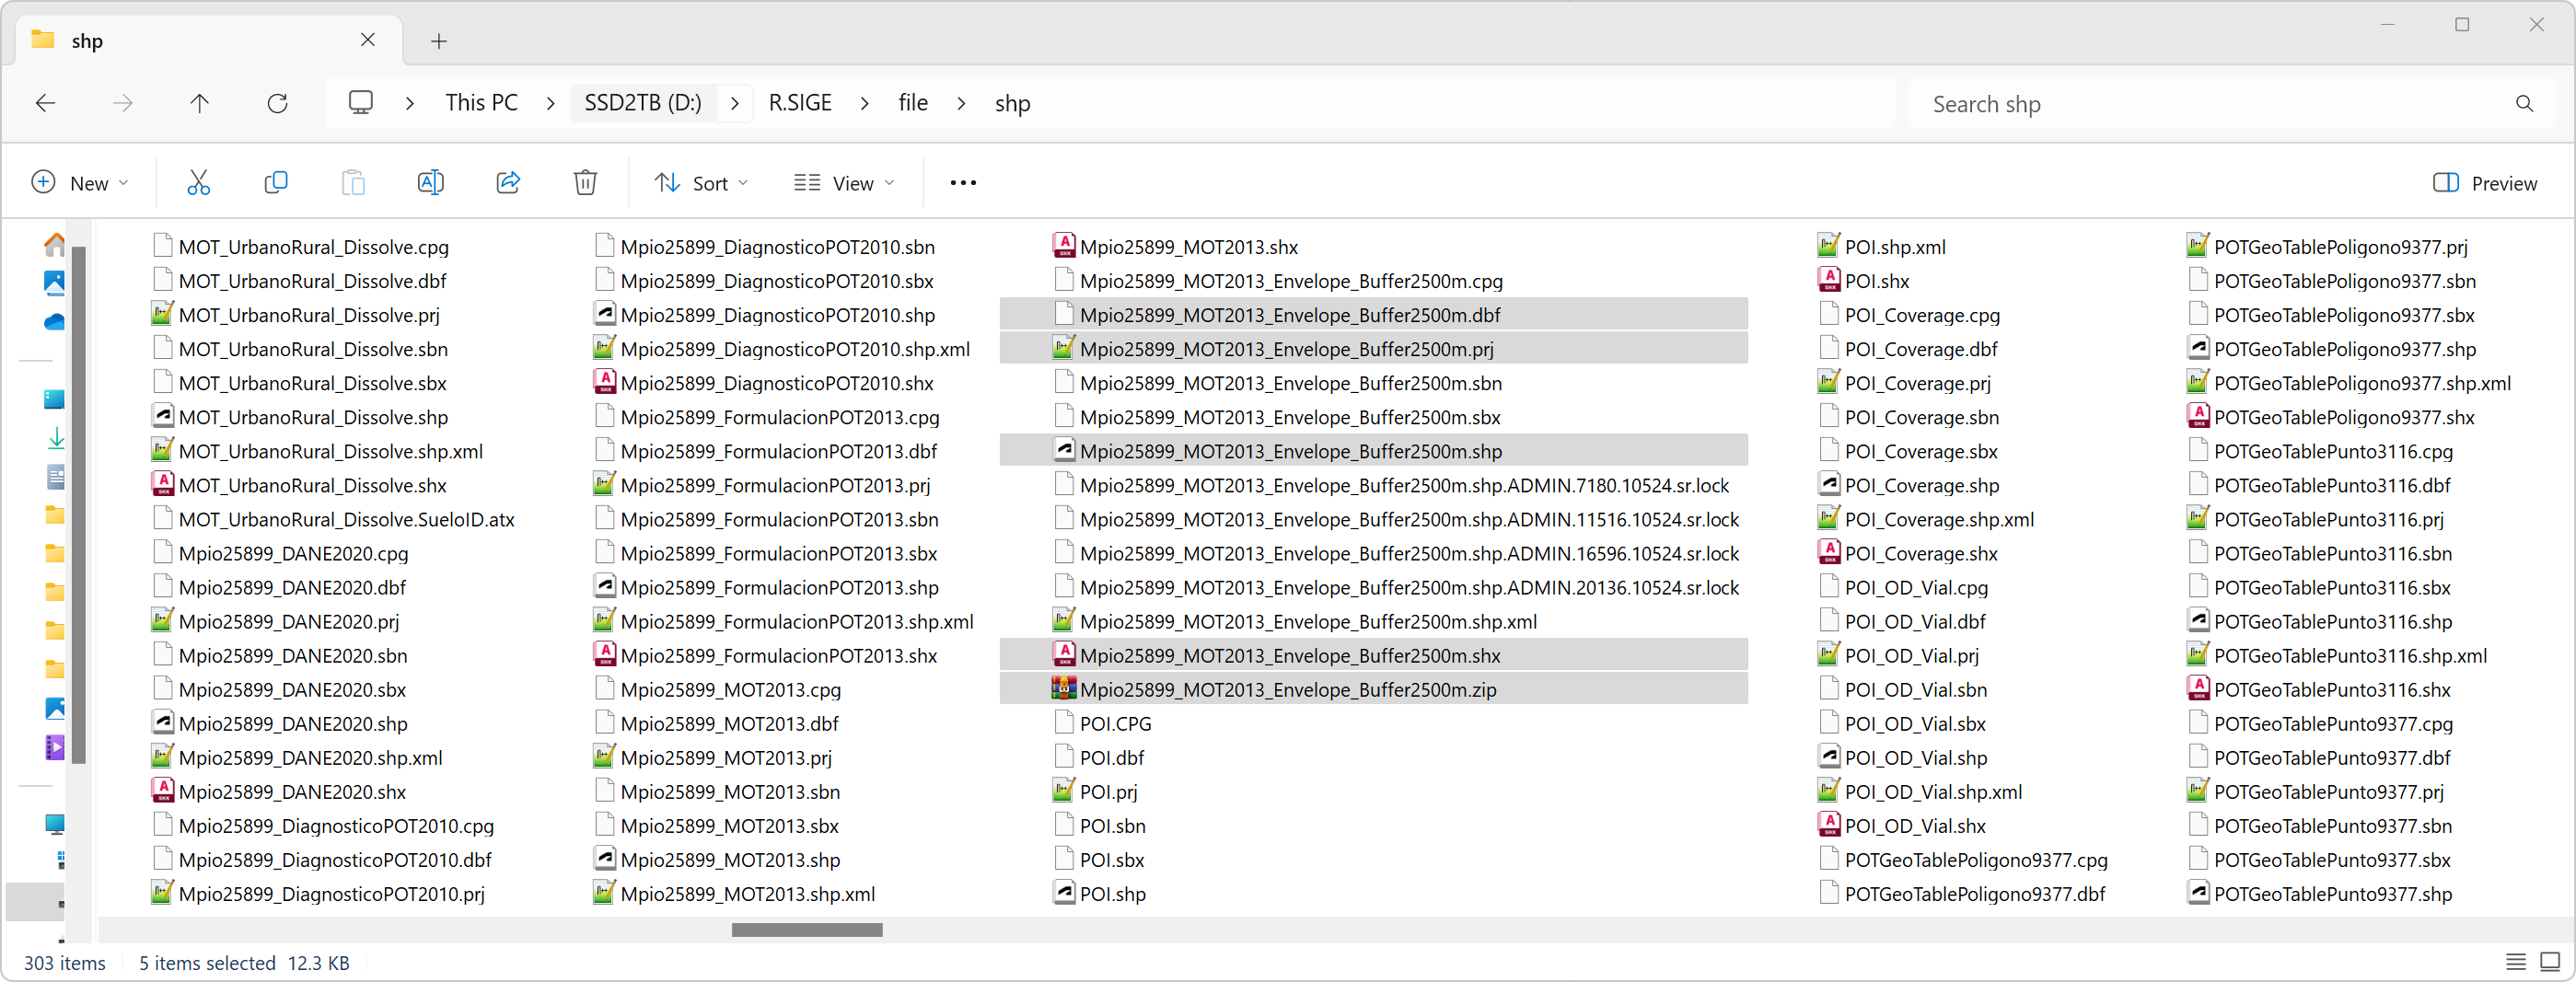 shp
This PC
SSD2TB (D:)
R.SIGE
file
shp
Search shp
New
Sort
View
Preview
MOT_UrbanoRural_Dissolve.cpg
MOT_UrbanoRural_Dissolve.dbf
MOT_UrbanoRural_Dissolve.prj
MOT_UrbanoRural_Dissolve.sbn
MOT_UrbanoRural_Dissolve.sbx
MOT_UrbanoRural_Dissolve.shp
MOT_UrbanoRural_Dissolve.shp.xml
MOT_UrbanoRural_Dissolve.shx
MOT_UrbanoRural_Dissolve.SueloID.atx
Mpio25899_DANE2020.cpg
Mpio25899_DANE2020.dbf
Mpio25899_DANE2020.prj
Mpio25899_DANE2020.sbn
Mpio25899_DANE2020.sbx
Mpio25899_DANE2020.shp
Mpio25899_DANE2020.shp.xml
Mpio25899_DANE2020.shx
Mpio25899_DiagnosticoPOT2010.cpg
Mpio25899_DiagnosticoPOT2010.dbf
Mpio25899_DiagnosticoPOT2010.prj
Mpio25899_DiagnosticoPOT2010.sbn
Mpio25899_DiagnosticoPOT2010.sbx
Mpio25899_DiagnosticoPOT2010.shp
Mpio25899_DiagnosticoPOT2010.shp.xml
Mpio25899_DiagnosticoPOT2010.shx
Mpio25899_FormulacionPOT2013.cpg
Mpio25899_FormulacionPOT2013.dbf
Mpio25899_FormulacionPOT2013.prj
Mpio25899_FormulacionPOT2013.sbn
Mpio25899_FormulacionPOT2013.sbx
Mpio25899_FormulacionPOT2013.shp
Mpio25899_FormulacionPOT2013.shp.xml
Mpio25899_FormulacionPOT2013.shx
Mpio25899_MOT2013.cpg
Mpio25899_MOT2013.dbf
Mpio25899_MOT2013.prj
Mpio25899_MOT2013.sbn
Mpio25899_MOT2013.sbx
Mpio25899_MOT2013.shp
Mpio25899_MOT2013.shp.xml
Mpio25899_MOT2013.shx
Mpio25899_MOT2013_Envelope_Buffer2500m.cpg
Mpio25899_MOT2013_Envelope_Buffer2500m.dbf
Mpio25899_MOT2013_Envelope_Buffer2500m.prj
Mpio25899_MOT2013_Envelope_Buffer2500m.sbn
Mpio25899_MOT2013_Envelope_Buffer2500m.sbx
Mpio25899_MOT2013_Envelope_Buffer2500m.shp
Mpio25899_MOT2013_Envelope_Buffer2500m.shp.ADMIN.7180.10524.sr.lock
Mpio25899_MOT2013_Envelope_Buffer2500m.shp.ADMIN.11516.10524.sr.lock
Mpio25899_MOT2013_Envelope_Buffer2500m.shp.ADMIN.16596.10524.sr.lock
Mpio25899_MOT2013_Envelope_Buffer2500m.shp.ADMIN.20136.10524.sr.lock
Mpio25899_MOT2013_Envelope_Buffer2500m.shp.xml
Mpio25899_MOT2013_Envelope_Buffer2500m.shx
Mpio25899_MOT2013_Envelope_Buffer2500m.zip
POI.CPG
POI.dbf
POI.prj
POI.sbn
POI.sbx
POI.shp
POI.shp.xml
POI.shx
POI_Coverage.cpg
POI_Coverage.dbf
POI_Coverage.prj
POI_Coverage.sbn
POI_Coverage.sbx
POI_Coverage.shp
POI_Coverage.shp.xml
POI_Coverage.shx
POI_OD_Vial.cpg
POI_OD_Vial.dbf
POI_OD_Vial.prj
POI_OD_Vial.sbn
POI_OD_Vial.sbx
POI_OD_Vial.shp
POI_OD_Vial.shp.xml
POI_OD_Vial.shx
POTGeoTablePoligono9377.cpg
POTGeoTablePoligono9377.dbf
POTGeoTablePoligono9377.prj
POTGeoTablePoligono9377.sbn
POTGeoTablePoligono9377.sbx
POTGeoTablePoligono9377.shp
POTGeoTablePoligono9377.shp.xml
POTGeoTablePoligono9377.shx
POTGeoTablePunto3116.cpg
POTGeoTablePunto3116.dbf
POTGeoTablePunto3116.prj
POTGeoTablePunto3116.sbn
POTGeoTablePunto3116.sbx
POTGeoTablePunto3116.shp
POTGeoTablePunto3116.shp.xml
POTGeoTablePunto3116.shx
POTGeoTablePunto9377.cpg
POTGeoTablePunto9377.dbf
POTGeoTablePunto9377.prj
POTGeoTablePunto9377.sbn
POTGeoTablePunto9377.sbx
POTGeoTablePunto9377.shp
303 items
5 items selected 12.3 KB